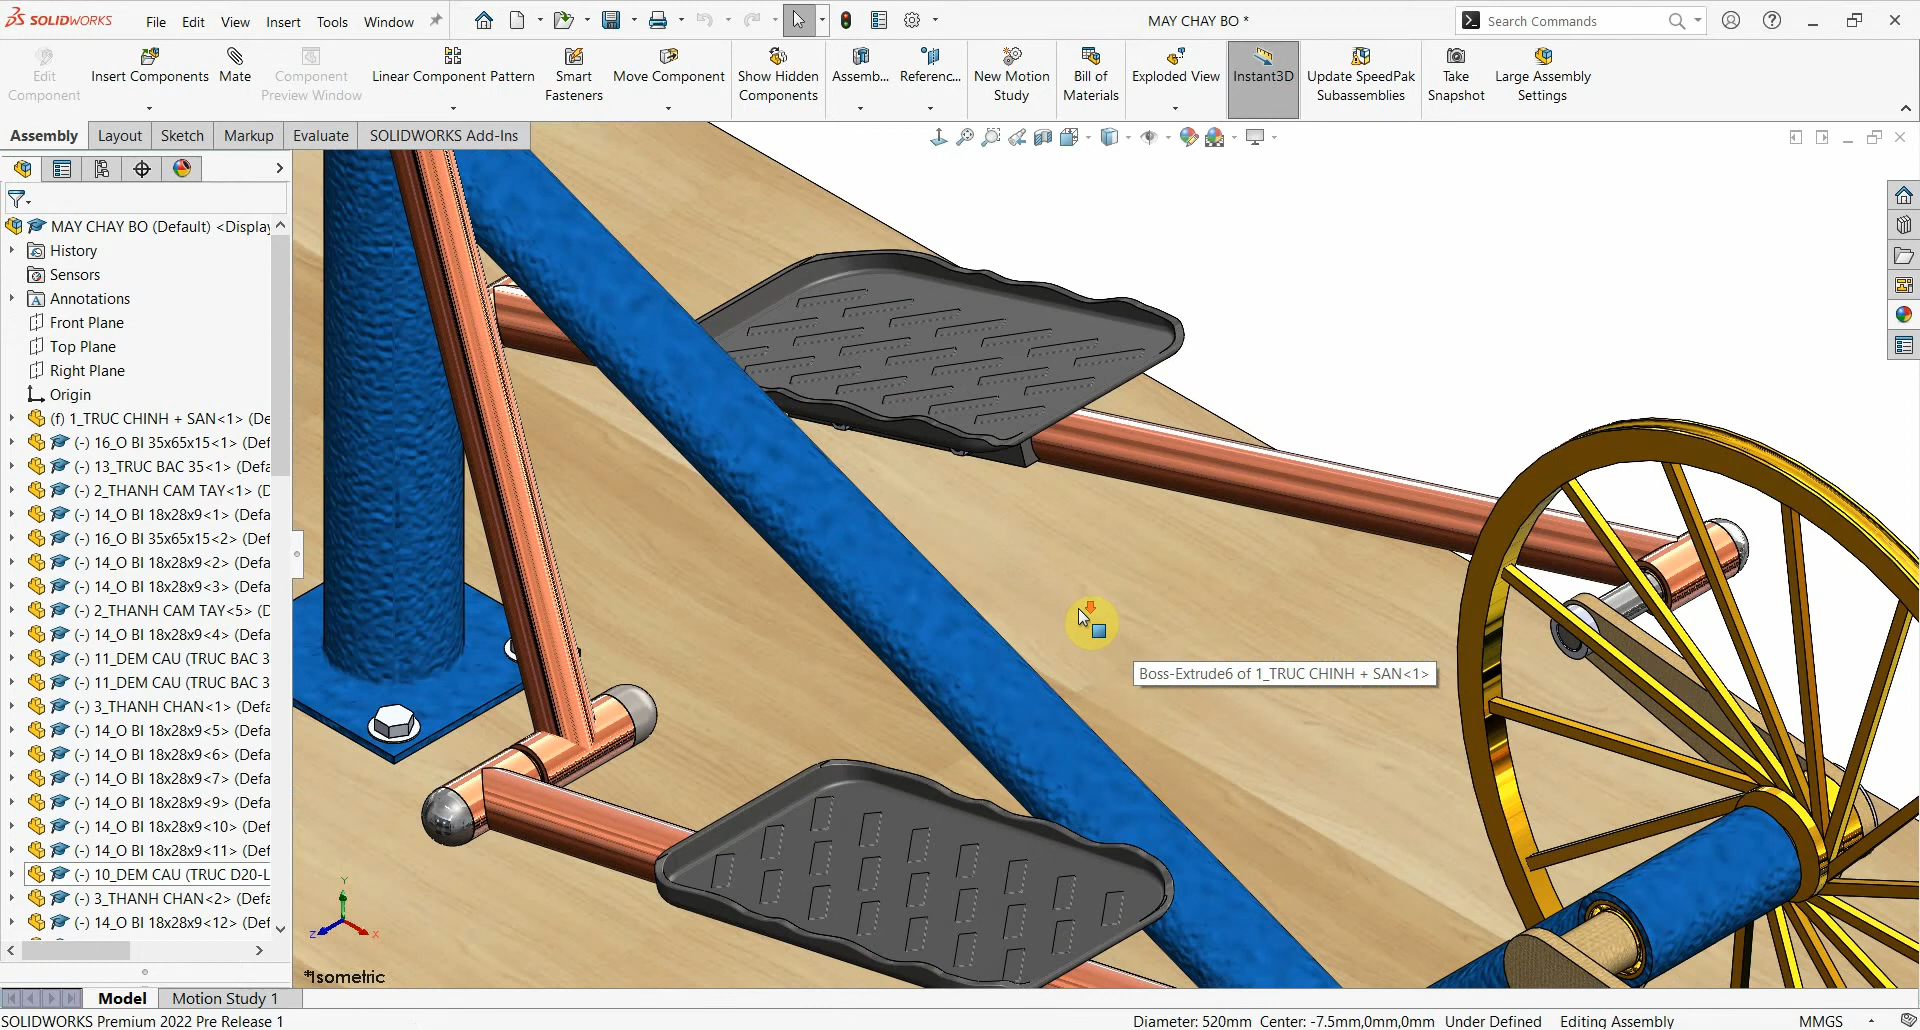 SOLIDWORKS File Edit View Insert Tools Window MAY CHAY BO * Search Commands
Edit Component
Insert Components
Mate
Component Preview Window
Linear Component Pattern
Smart Fasteners
Move Component
Show Hidden Components
Assemb...
Referenc...
New Motion Study
Bill of Materials
Exploded View
Instant3D
Update SpeedPak Subassemblies
Take Snapshot
Large Assembly Settings
Assembly Layout Sketch Markup Evaluate SOLIDWORKS Add-Ins
MAY CHAY BO (Default) <Display
History
Sensors
Annotations
Front Plane
Top Plane
Right Plane
Origin
(f) 1_TRUC CHINH + SAN<1> (De
(-) 16_O BI 35x65x15<1> (Def
(-) 13_TRUC BAC 35<1> (Defa
(-) 2_THANH CAM TAY<1> (D
(-) 14_O BI 18x28x9<1> (Defa
(-) 16_O BI 35x65x15<2> (Def
(-) 14_O BI 18x28x9<2> (Defa
(-) 14_O BI 18x28x9<3> (Defa
(-) 2_THANH CAM TAY<5> (D
(-) 14_O BI 18x28x9<4> (Defa
(-) 11_DEM CAU (TRUC BAC 3
(-) 11_DEM CAU (TRUC BAC 3
(-) 3_THANH CHAN<1> (Defa
(-) 14_O BI 18x28x9<5> (Defa
(-) 14_O BI 18x28x9<6> (Defa
(-) 14_O BI 18x28x9<7> (Defa
(-) 14_O BI 18x28x9<9> (Defa
(-) 14_O BI 18x28x9<10> (Def
(-) 14_O BI 18x28x9<11> (Def
(-) 10_DEM CAU (TRUC D20-L
(-) 3_THANH CHAN<2> (Defa
(-) 14_O BI 18x28x9<12> (Def
Boss-Extrude6 of 1_TRUC CHINH + SAN<1>
Y
Z X
*Isometric
Model Motion Study 1
SOLIDWORKS Premium 2022 Pre Release 1 Diameter: 520mm Center: -7.5mm,0mm,0mm Under Defined Editing Assembly MMGS